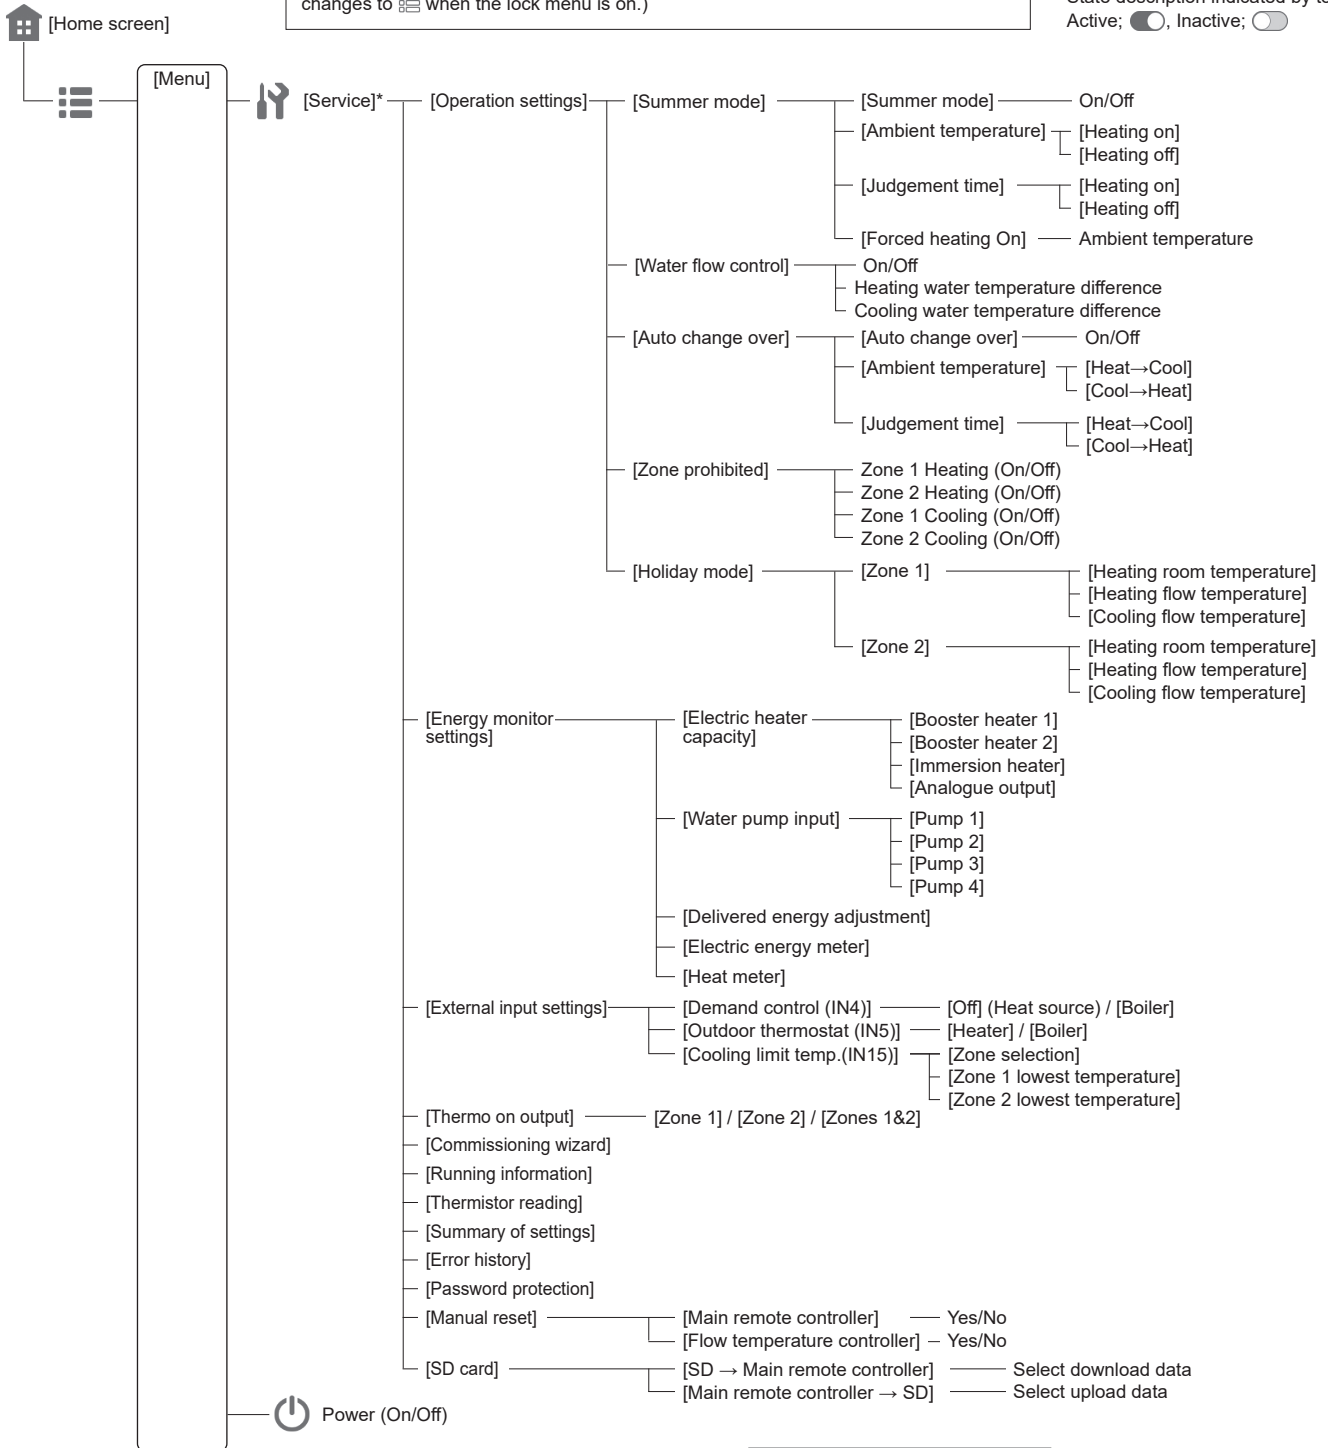 changes to when the lock menu is on.)
Active; , Inactive;
[Home screen]
[Menu]
[Service]* [Operation settings] [Summer mode] [Summer mode] On/Off
[Ambient temperature] [Heating on]
[Heating off]
[Judgement time] [Heating on]
[Heating off]
[Forced heating On] Ambient temperature
[Water flow control] On/Off
Heating water temperature difference
Cooling water temperature difference
[Auto change over] [Auto change over] On/Off
[Ambient temperature] [Heat→Cool]
[Cool→Heat]
[Judgement time] [Heat→Cool]
[Cool→Heat]
[Zone prohibited] Zone 1 Heating (On/Off)
Zone 2 Heating (On/Off)
Zone 1 Cooling (On/Off)
Zone 2 Cooling (On/Off)
[Holiday mode] [Zone 1] [Heating room temperature]
[Heating flow temperature]
[Cooling flow temperature]
[Zone 2] [Heating room temperature]
[Heating flow temperature]
[Cooling flow temperature]
[Energy monitor settings] [Electric heater capacity] [Booster heater 1]
[Booster heater 2]
[Immersion heater]
[Analogue output]
[Water pump input] [Pump 1]
[Pump 2]
[Pump 3]
[Pump 4]
[Delivered energy adjustment]
[Electric energy meter]
[Heat meter]
[External input settings] [Demand control (IN4)] [Off] (Heat source) / [Boiler]
[Outdoor thermostat (IN5)] [Heater] / [Boiler]
[Cooling limit temp.(IN15)] [Zone selection]
[Zone 1 lowest temperature]
[Zone 2 lowest temperature]
[Thermo on output] [Zone 1] / [Zone 2] / [Zones 1&2]
[Commissioning wizard]
[Running information]
[Thermistor reading]
[Summary of settings]
[Error history]
[Password protection]
[Manual reset] [Main remote controller] Yes/No
[Flow temperature controller] Yes/No
[SD card] [SD → Main remote controller] Select download data
[Main remote controller → SD] Select upload data
Power (On/Off)